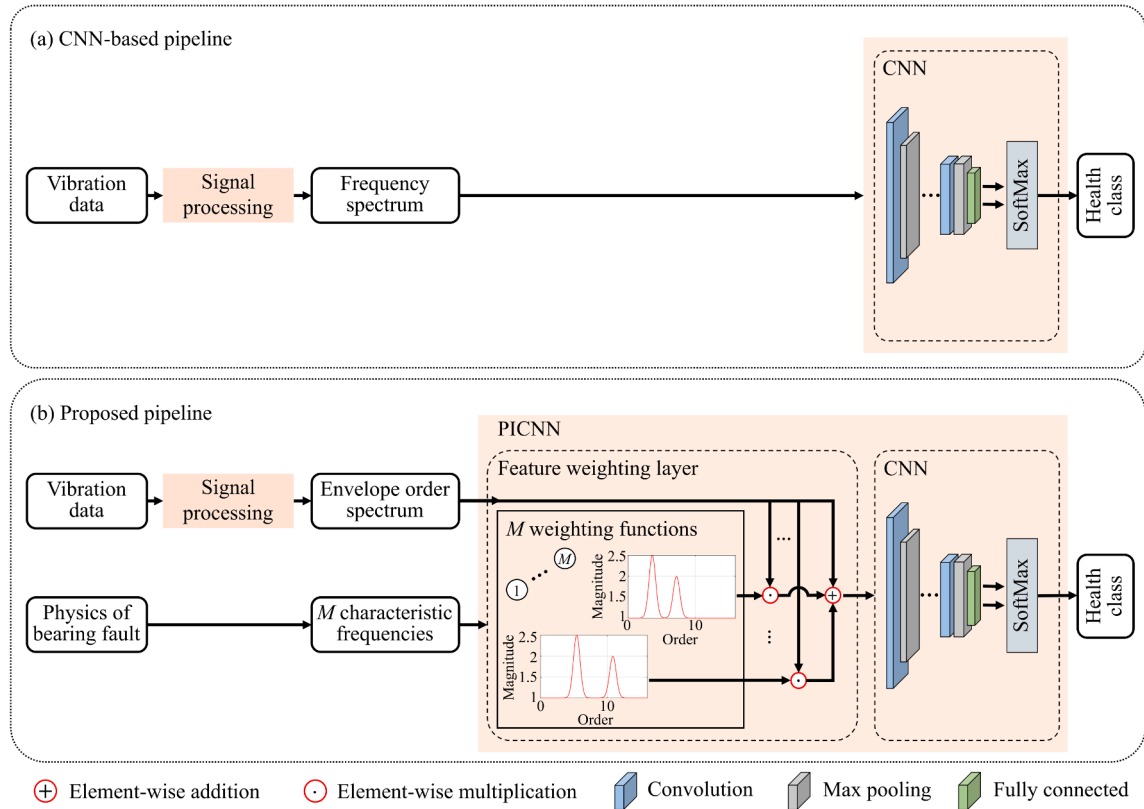 (a) CNN-based pipeline
CNN
Vibration
data
Signal
processing
Frequency
spectrum
SoftMax
Health
class
(b) Proposed pipeline
PICNN
Feature weighting layer
CNN
Vibration
data
Signal
processing
Envelope order
spectrum
M weighting functions
1
M
Magnitude
2.5
2
1.5
1
0
10
Order
Physics of
bearing fault
M characteristic
frequencies
Magnitude
2.5
2
1.5
1
0
10
Order
SoftMax
Health
class
Element-wise addition
Element-wise multiplication
Convolution
Max pooling
Fully connected